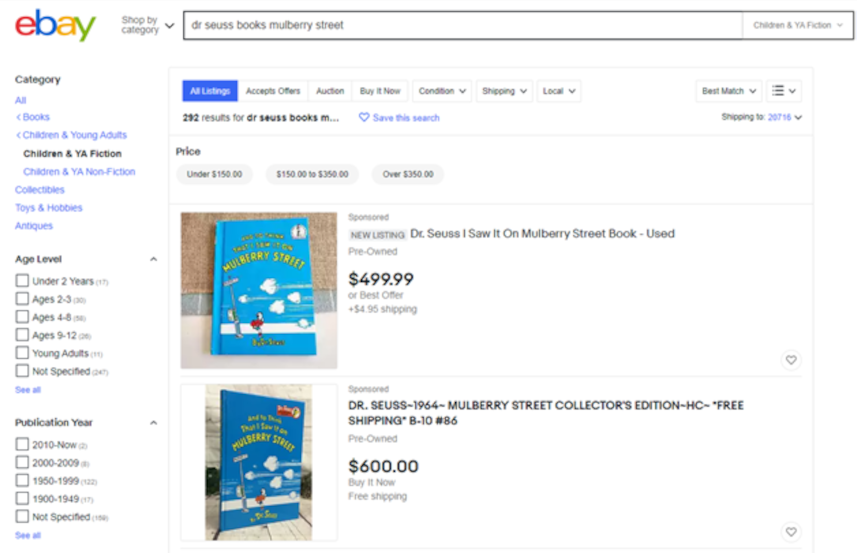 ebay
Shop by category
dr seuss books mulberry street
Children & YA Fiction
Category
All
< Books
< Children & Young Adults
Children & YA Fiction
Children & YA Non-Fiction
Collectibles
Toys & Hobbies
Antiques
Age Level
Under 2 Years (17)
Ages 2-3 (30)
Ages 4-8
Ages 9-12
Young Adults (11)
Not Specified (247)
See all
Publication Year
2010-Now (2)
2000-2009
1950-1999 (122)
1900-1949 (17)
Not Specified
See all
All Listings Accepts Offers Auction Buy It Now Condition Shipping Local Best Match
292 results for dr seuss books m... Save this search Shipping to: 20716
Price
Under $150.00 $150.00 to $350.00 Over $350.00
AND TO THINK
THAT I SAW IT ON
MULBERRY STREET
By Dr. Seuss
Sponsored
NEW LISTING Dr. Seuss I Saw It On Mulberry Street Book - Used
Pre-Owned
$499.99
or Best Offer
+$4.95 shipping
And to Think
That I Saw It on
MULBERRY STREET
By Dr. Seuss
Sponsored
DR. SEUSS~1964~ MULBERRY STREET COLLECTOR'S EDITION~HC~ *FREE
SHIPPING* B-10 #86
Pre-Owned
$600.00
Buy It Now
Free shipping